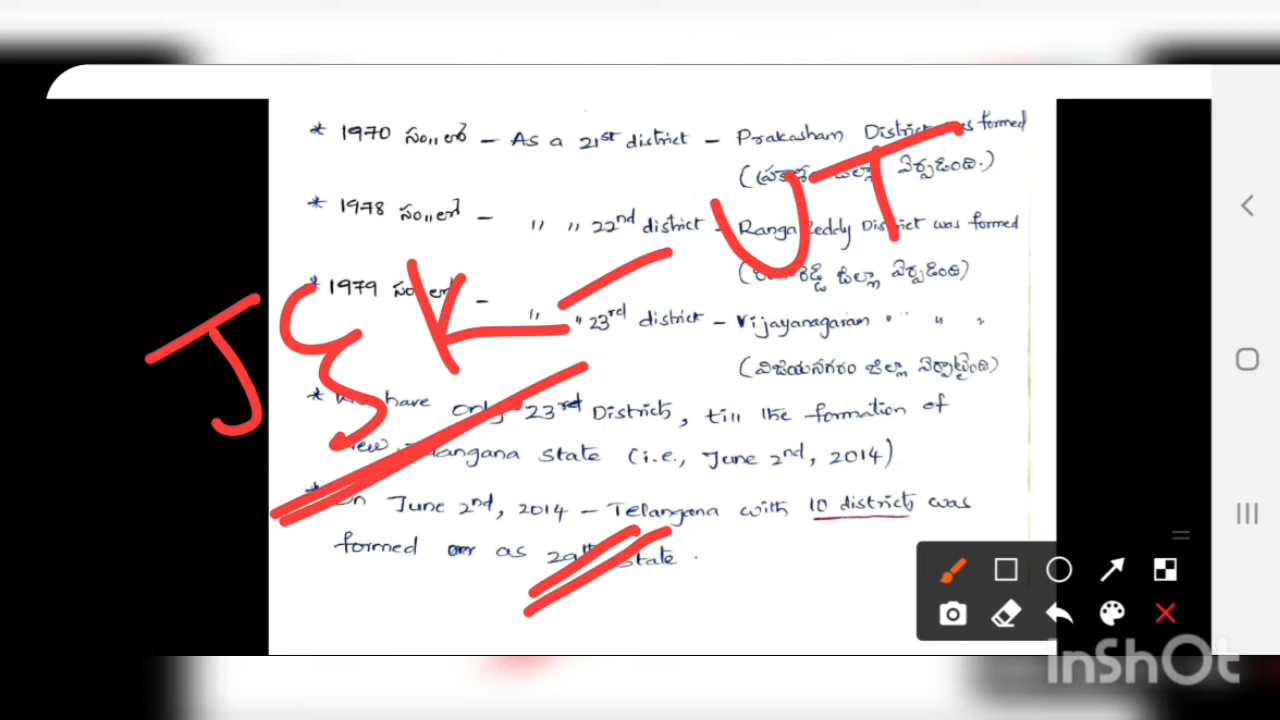 * 1970 సం॥లో – As a 21st district – Prakasham District was formed
(ప్రకాశం జిల్లా ఏర్పడింది.)
* 1978 సం॥లో – " " 22nd district – Ranga Reddy District was formed
రెడ్డి జిల్లా ఏర్పడింది)
* 1979 సం॥లో – " " 23rd district – Vijayanagaram " " "
(విజయనగరం జిల్లా ఏర్పాటైంది)
* have only 23rd Districts, till the formation of
New Telangana state (i.e., June 2nd, 2014)
* On June 2nd, 2014 – Telangana with 10 districts was
formed as 29th state.
J&K – UT
InShOt